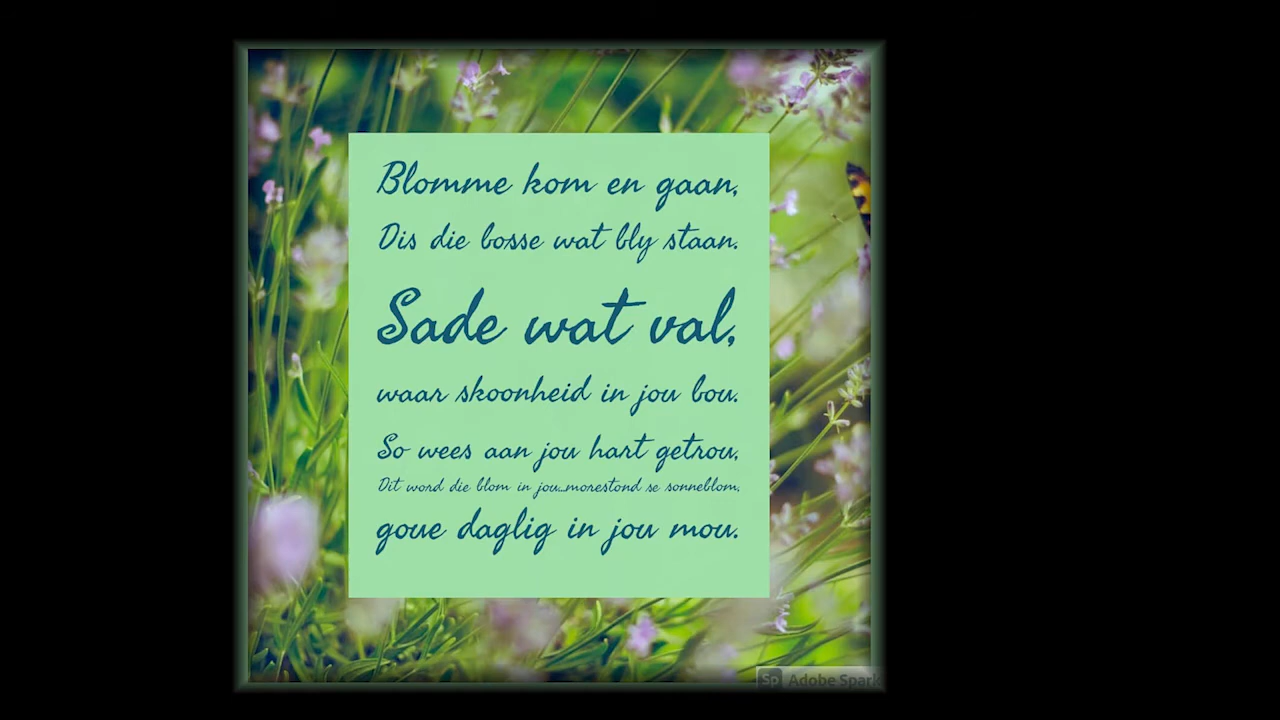 Blomme kom en gaan,
Dis die bosse wat bly staan.
Sade wat val,
waar skoonheid in jou bou.
So wees aan jou hart getrou,
Dit word die blom in jou...morestond se sonneblom,
goue daglig in jou mou.
Sp Adobe Spark